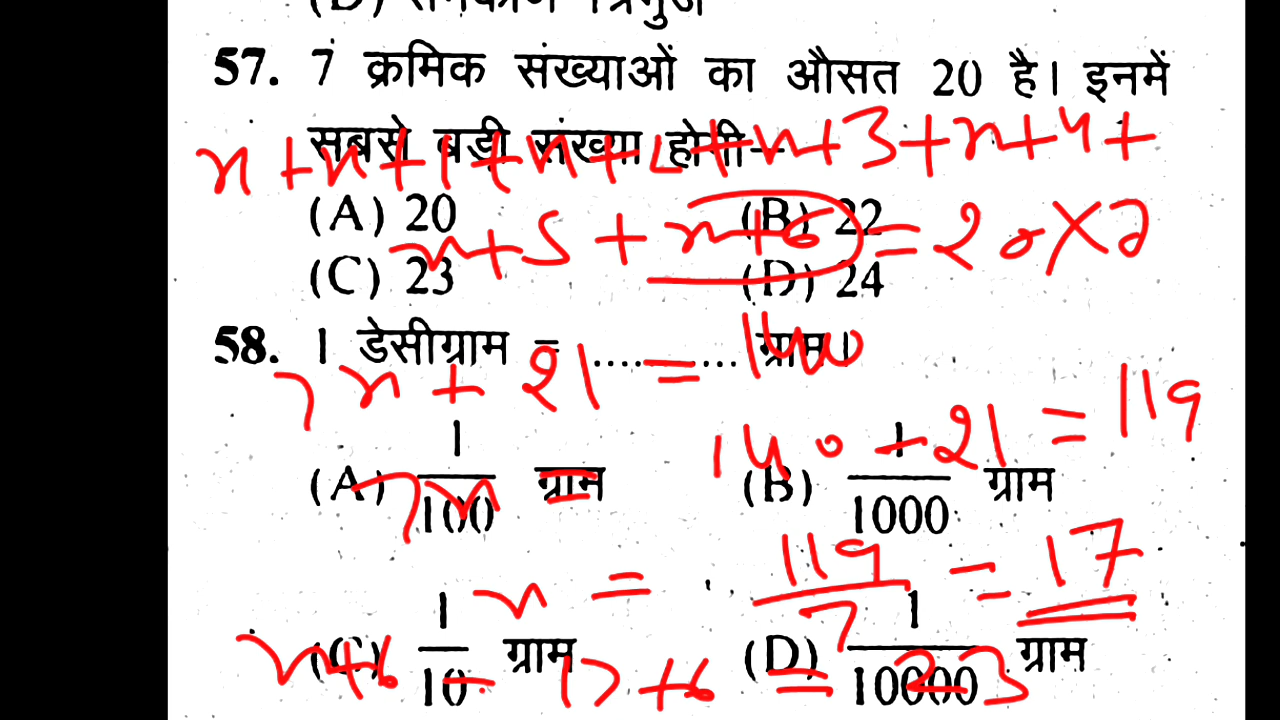 (D) समकोण त्रिभुज
57. 7 क्रमिक संख्याओं का औसत 20 है। इनमें
सबसे बड़ी संख्या होगी–
n+n+1+n+2+n+3+n+4+
(A) 20 (B) 22
n+5+n+6=20×7
(C) 23 (D) 24
58. 1 डेसीग्राम = ........... ग्राम।
7n+21=140
140-21=119
(A) 1/100 ग्राम (B) 1/1000 ग्राम
7n =
n = 119/7 = 17
(C) 1/10 ग्राम (D) 1/10000 ग्राम
n+6 = 17+6 = 23